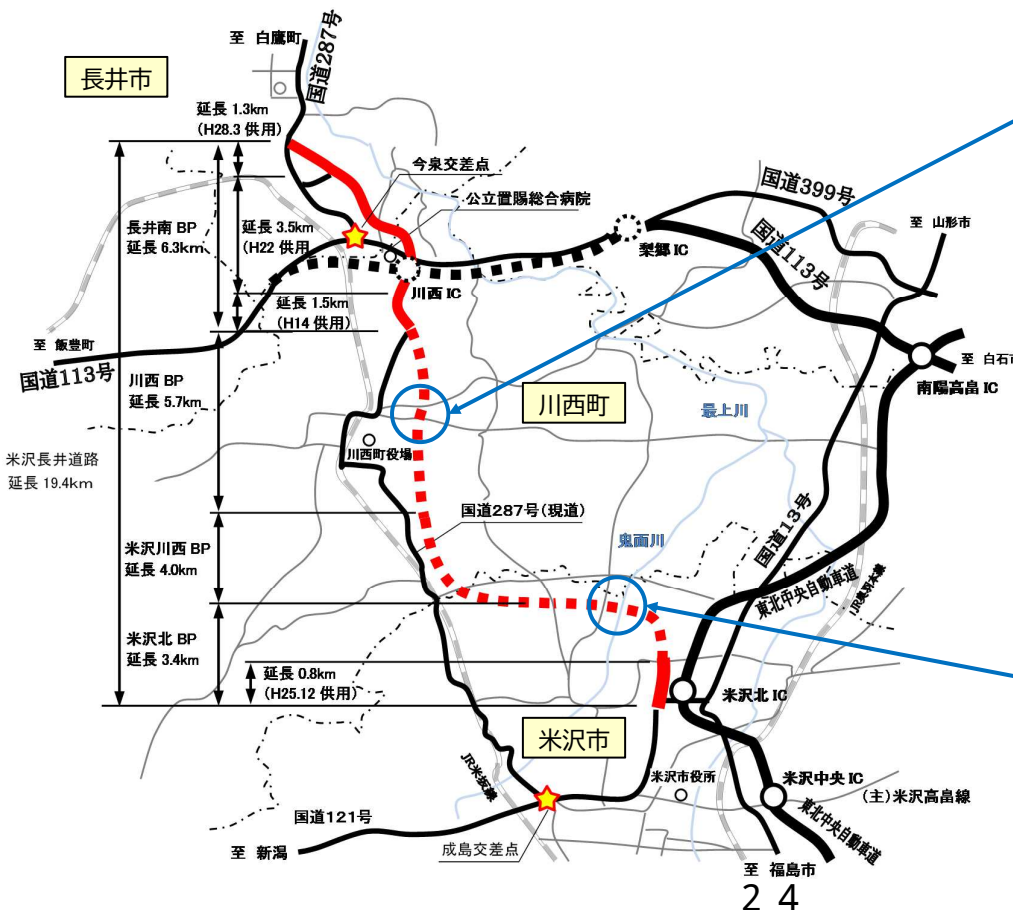 至 白鷹町
国道287号
長井市
延長 1.3km
(H28.3 供用)
今泉交差点
公立置賜総合病院
国道399号
至 山形市
長井南 BP
延長 6.3km
延長 3.5km
(H22 供用
梨郷 IC
国道113号
川西 IC
延長 1.5km
(H14 供用)
至 飯豊町
国道113号
至 白石市
南陽高畠 IC
川西 BP
延長 5.7km
川西町
最上川
米沢長井道路
延長 19.4km
川西町役場
国道287号(現道)
国道13号
鬼面川
米沢川西 BP
延長 4.0km
東北中央自動車道
JR奥羽本線
米沢北 BP
延長 3.4km
延長 0.8km
(H25.12 供用)
米沢北 IC
米沢市
JR米坂線
米沢市役所
米沢中央 IC
(主)米沢高畠線
国道121号
東北中央自動車道
至 新潟
成島交差点
至 福島市
24